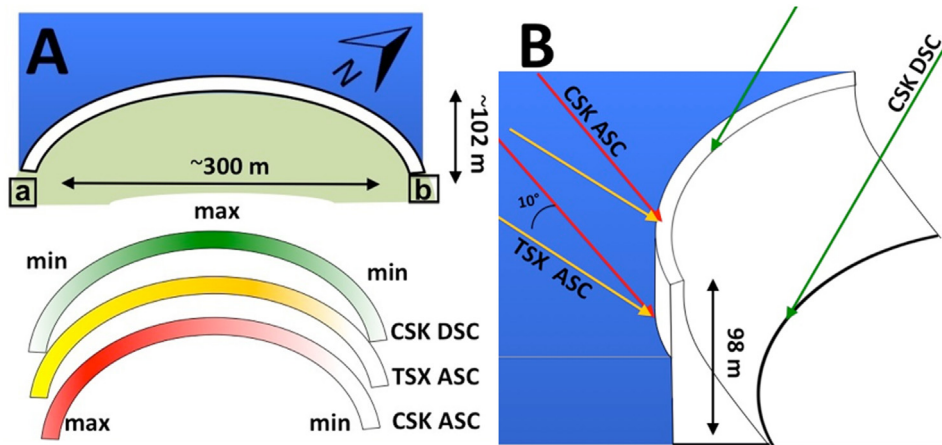 A
N
~102 m
~300 m
a
b
max
min
min
CSK DSC
TSX ASC
max
min
CSK ASC
B
CSK ASC
CSK DSC
10°
TSX ASC
98 m